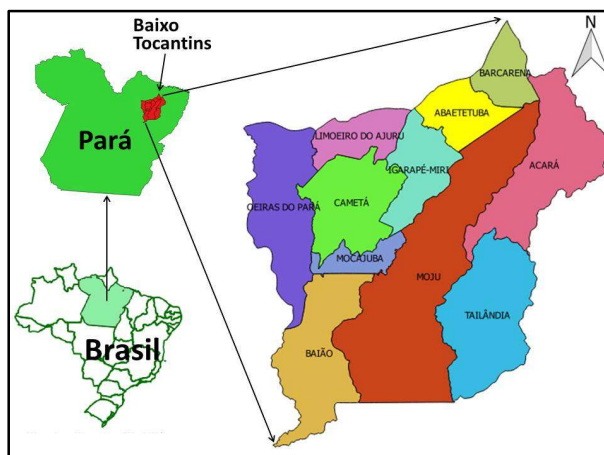 Baixo
Tocantins
N
Pará
BARCARENA
ABAETETUBA
LIMOEIRO DO AJURU
ACARÁ
IGARAPÉ-MIRI
OEIRAS DO PARÁ
CAMETÁ
MOCAJUBA
MOJU
TAILÂNDIA
Brasil
BAIÃO